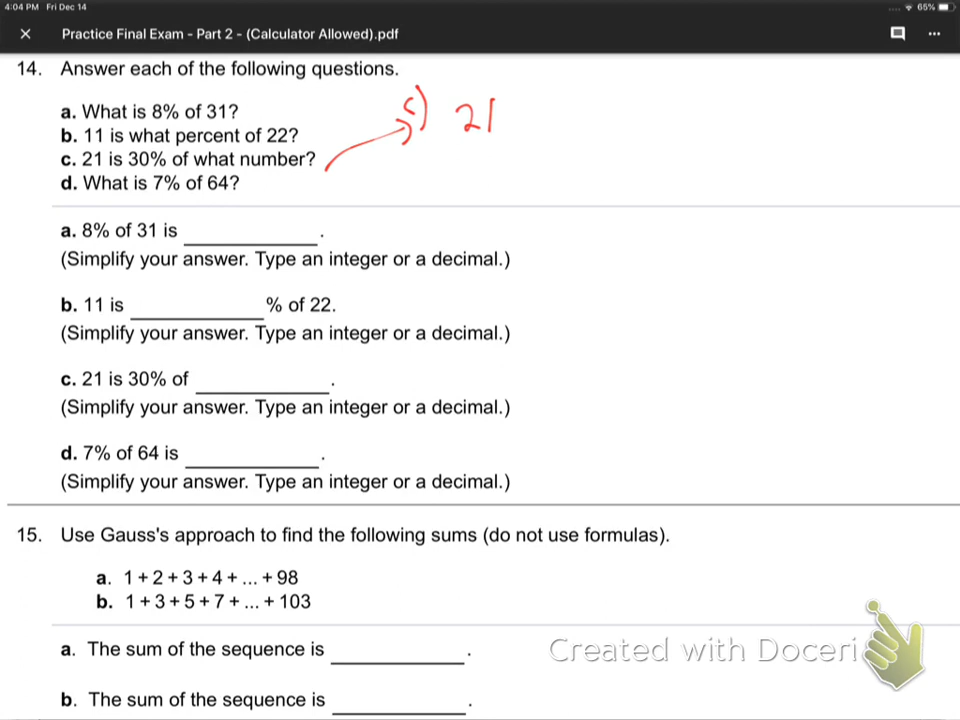 4:04 PM Fri Dec 14
65%
Practice Final Exam - Part 2 - (Calculator Allowed).pdf
14. Answer each of the following questions.
a. What is 8% of 31?
b. 11 is what percent of 22?
c. 21 is 30% of what number?
d. What is 7% of 64?
c) 21
a. 8% of 31 is ____________.
(Simplify your answer. Type an integer or a decimal.)
b. 11 is ____________ % of 22.
(Simplify your answer. Type an integer or a decimal.)
c. 21 is 30% of ____________.
(Simplify your answer. Type an integer or a decimal.)
d. 7% of 64 is ____________.
(Simplify your answer. Type an integer or a decimal.)
15. Use Gauss's approach to find the following sums (do not use formulas).
a. 1 + 2 + 3 + 4 + ... + 98
b. 1 + 3 + 5 + 7 + ... + 103
a. The sum of the sequence is ____________.
b. The sum of the sequence is ____________.
Created with Doceri